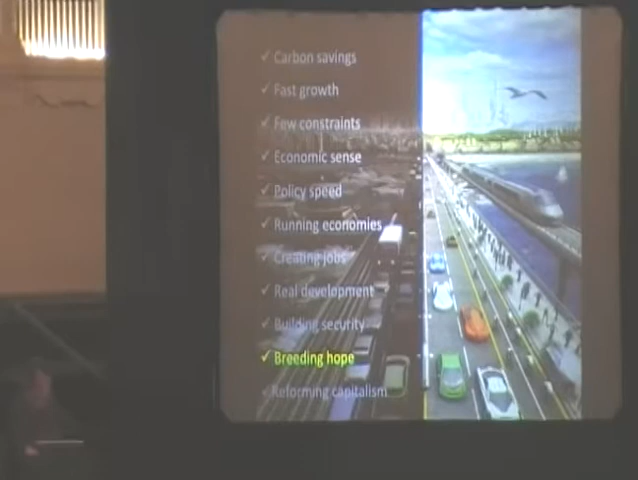 ✓ Carbon savings
✓ Fast growth
✓ Few constraints
✓ Economic sense
✓ Policy speed
✓ Running economies
✓ Creating jobs
✓ Real development
✓ Building security
✓ Breeding hope
✓ Reforming capitalism